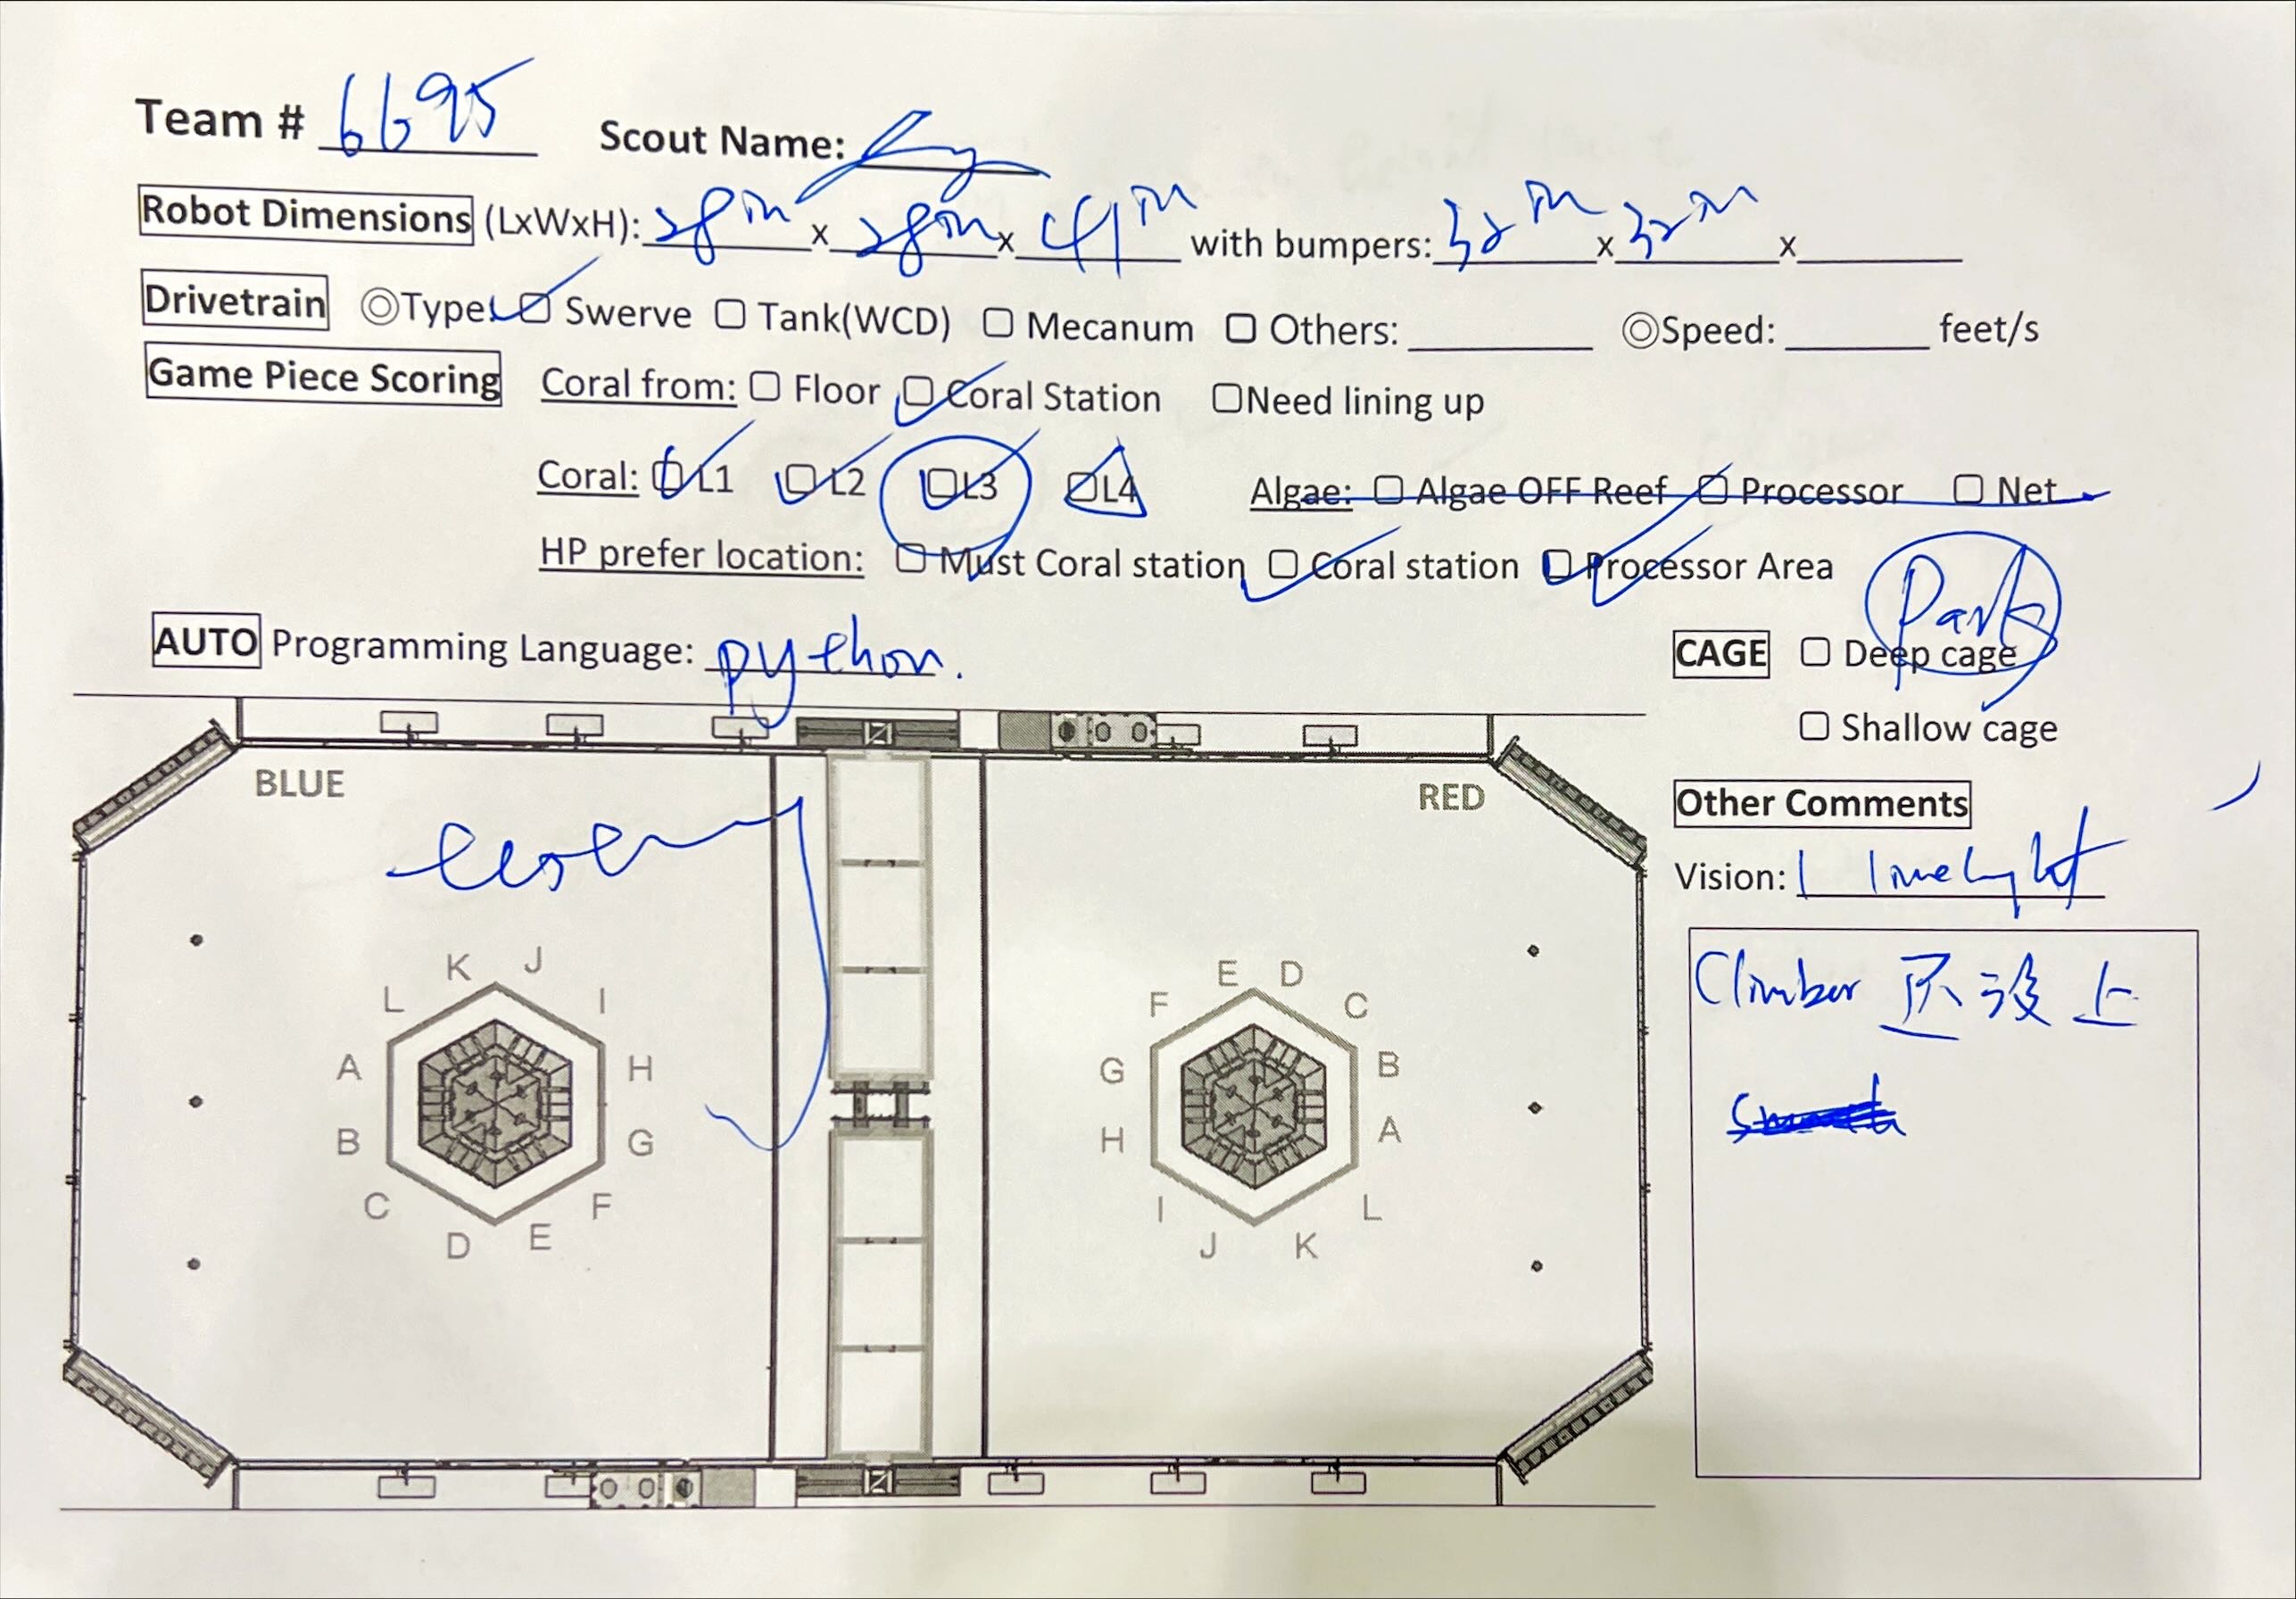 Team # 6695 Scout Name:
Robot Dimensions (LxWxH): 28in x 28in x 41in with bumpers: 32in x 32in x
Drivetrain ◎Type: ☑ Swerve ☐ Tank(WCD) ☐ Mecanum ☐ Others: ◎Speed: feet/s
Game Piece Scoring Coral from: ☐ Floor ☑ Coral Station ☐Need lining up
Coral: ☑L1 ☑L2 ☑L3 ☐L4 Algae: ☐ Algae OFF Reef ☐ Processor ☐ Net
HP prefer location: ☐ Must Coral station ☑ Coral station ☑ Processor Area
Park
AUTO Programming Language: python.
CAGE ☐ Deep cage
☐ Shallow cage
BLUE
RED
Other Comments
Vision: 1 limelight
Climber 还没上
K J
L I
A H
B G
C F
D E
E D
F C
G B
H A
I L
J K